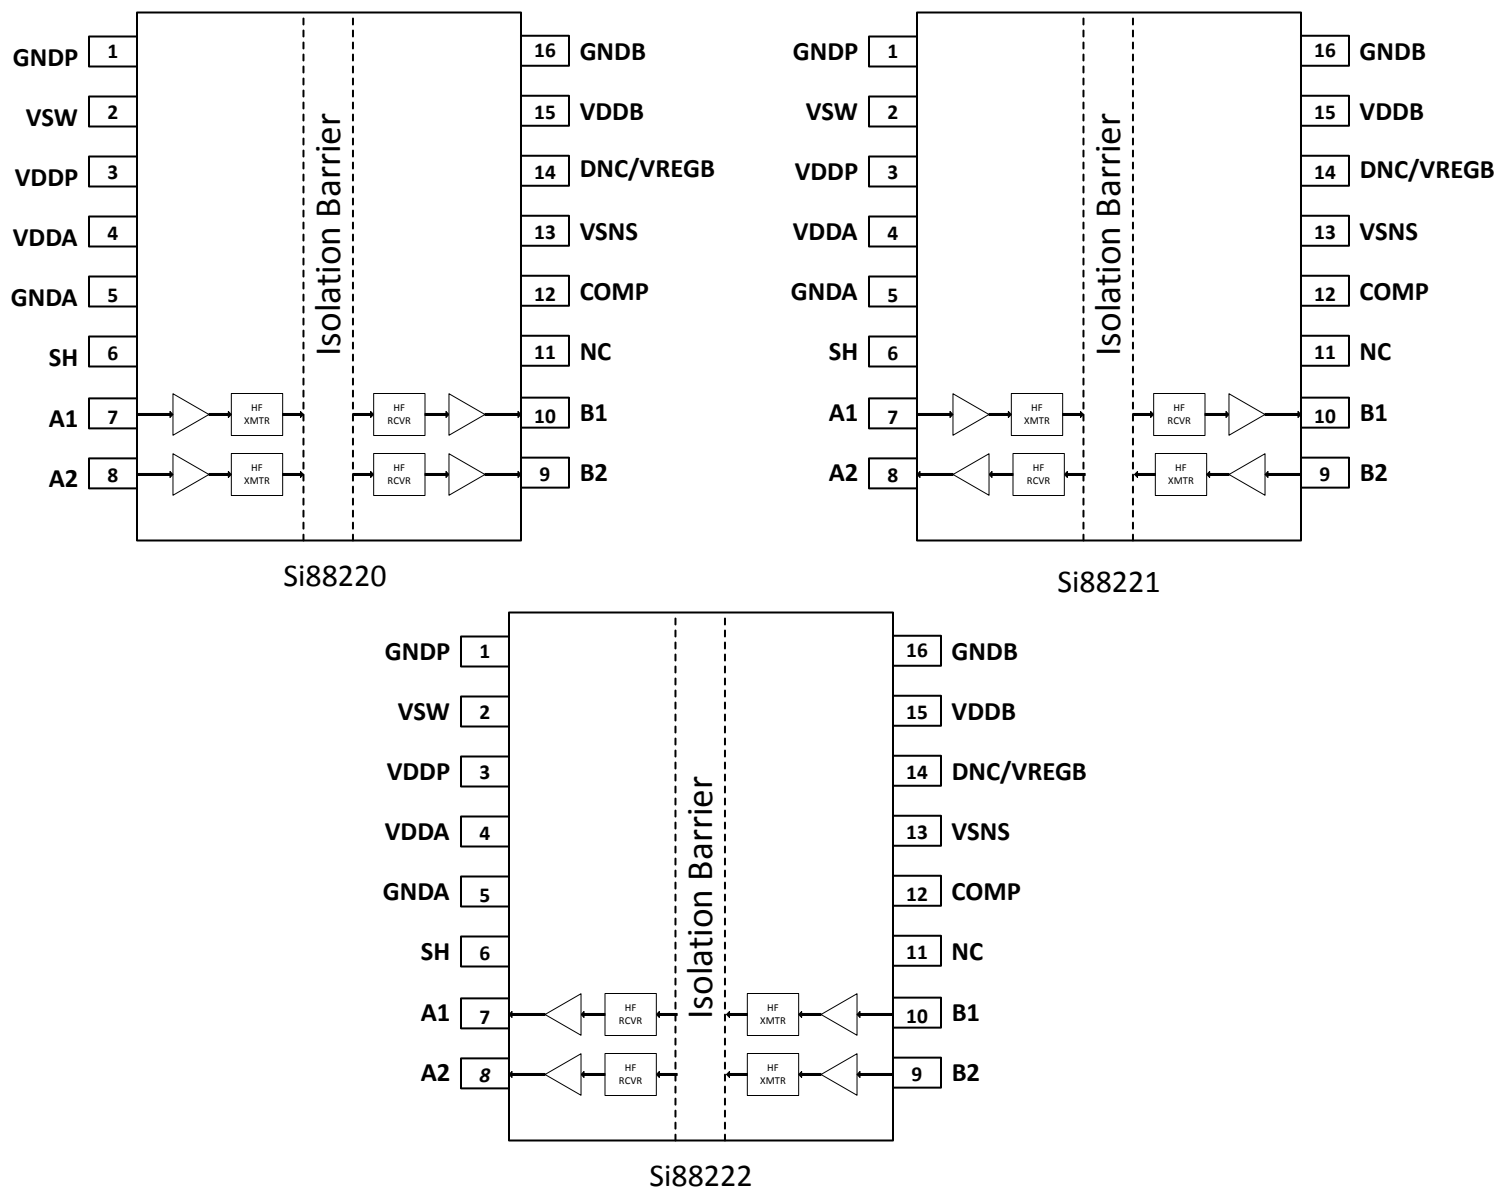 GNDP 1 16 GNDB
VSW 2 15 VDDB
VDDP 3 14 DNC/VREGB
VDDA 4 13 VSNS
GNDA 5 12 COMP
SH 6 11 NC
A1 7 HF XMTR HF RCVR 10 B1
A2 8 HF XMTR HF RCVR 9 B2
Isolation Barrier
Si88220
GNDP 1 16 GNDB
VSW 2 15 VDDB
VDDP 3 14 DNC/VREGB
VDDA 4 13 VSNS
GNDA 5 12 COMP
SH 6 11 NC
A1 7 HF XMTR HF RCVR 10 B1
A2 8 HF RCVR HF XMTR 9 B2
Isolation Barrier
Si88221
GNDP 1 16 GNDB
VSW 2 15 VDDB
VDDP 3 14 DNC/VREGB
VDDA 4 13 VSNS
GNDA 5 12 COMP
SH 6 11 NC
A1 7 HF RCVR HF XMTR 10 B1
A2 8 HF RCVR HF XMTR 9 B2
Isolation Barrier
Si88222